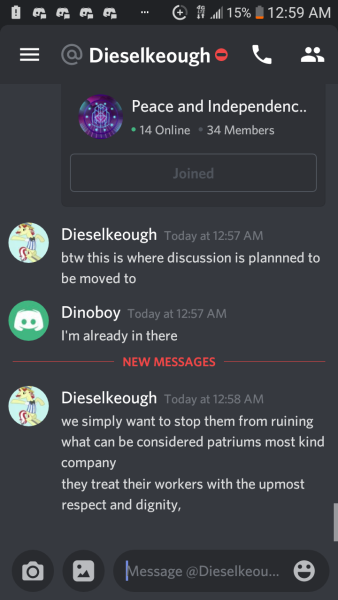 15% 12:59 AM
@ Dieselkeough
Peace and Independenc..
14 Online 34 Members
Joined
Dieselkeough Today at 12:57 AM
btw this is where discussion is plannned to
be moved to
Dinoboy Today at 12:57 AM
I'm already in there
NEW MESSAGES
Dieselkeough Today at 12:58 AM
we simply want to stop them from ruining
what can be considered patriums most kind
company
they treat their workers with the upmost
respect and dignity,
Message @Dieselkeou...